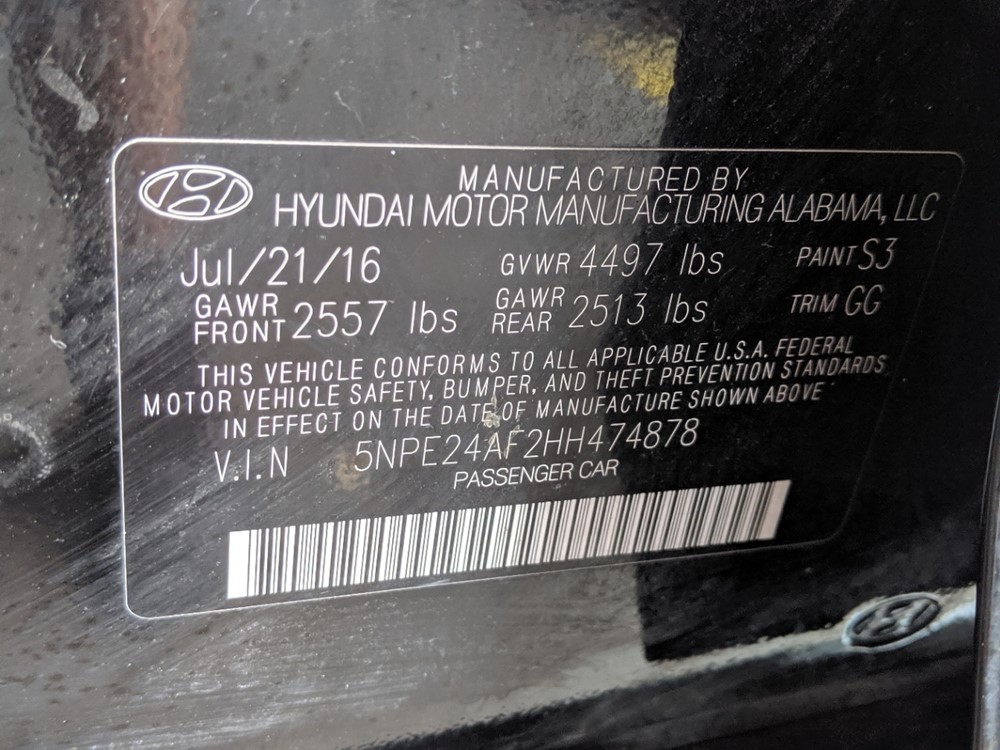 MANUFACTURED BY
HYUNDAI MOTOR MANUFACTURING ALABAMA, LLC
Jul/21/16 GVWR 4497 lbs PAINT S3
GAWR FRONT 2557 lbs GAWR REAR 2513 lbs TRIM GG
THIS VEHICLE CONFORMS TO ALL APPLICABLE U.S.A. FEDERAL
MOTOR VEHICLE SAFETY, BUMPER, AND THEFT PREVENTION STANDARDS
IN EFFECT ON THE DATE OF MANUFACTURE SHOWN ABOVE
V.I.N 5NPE24AF2HH474878
PASSENGER CAR